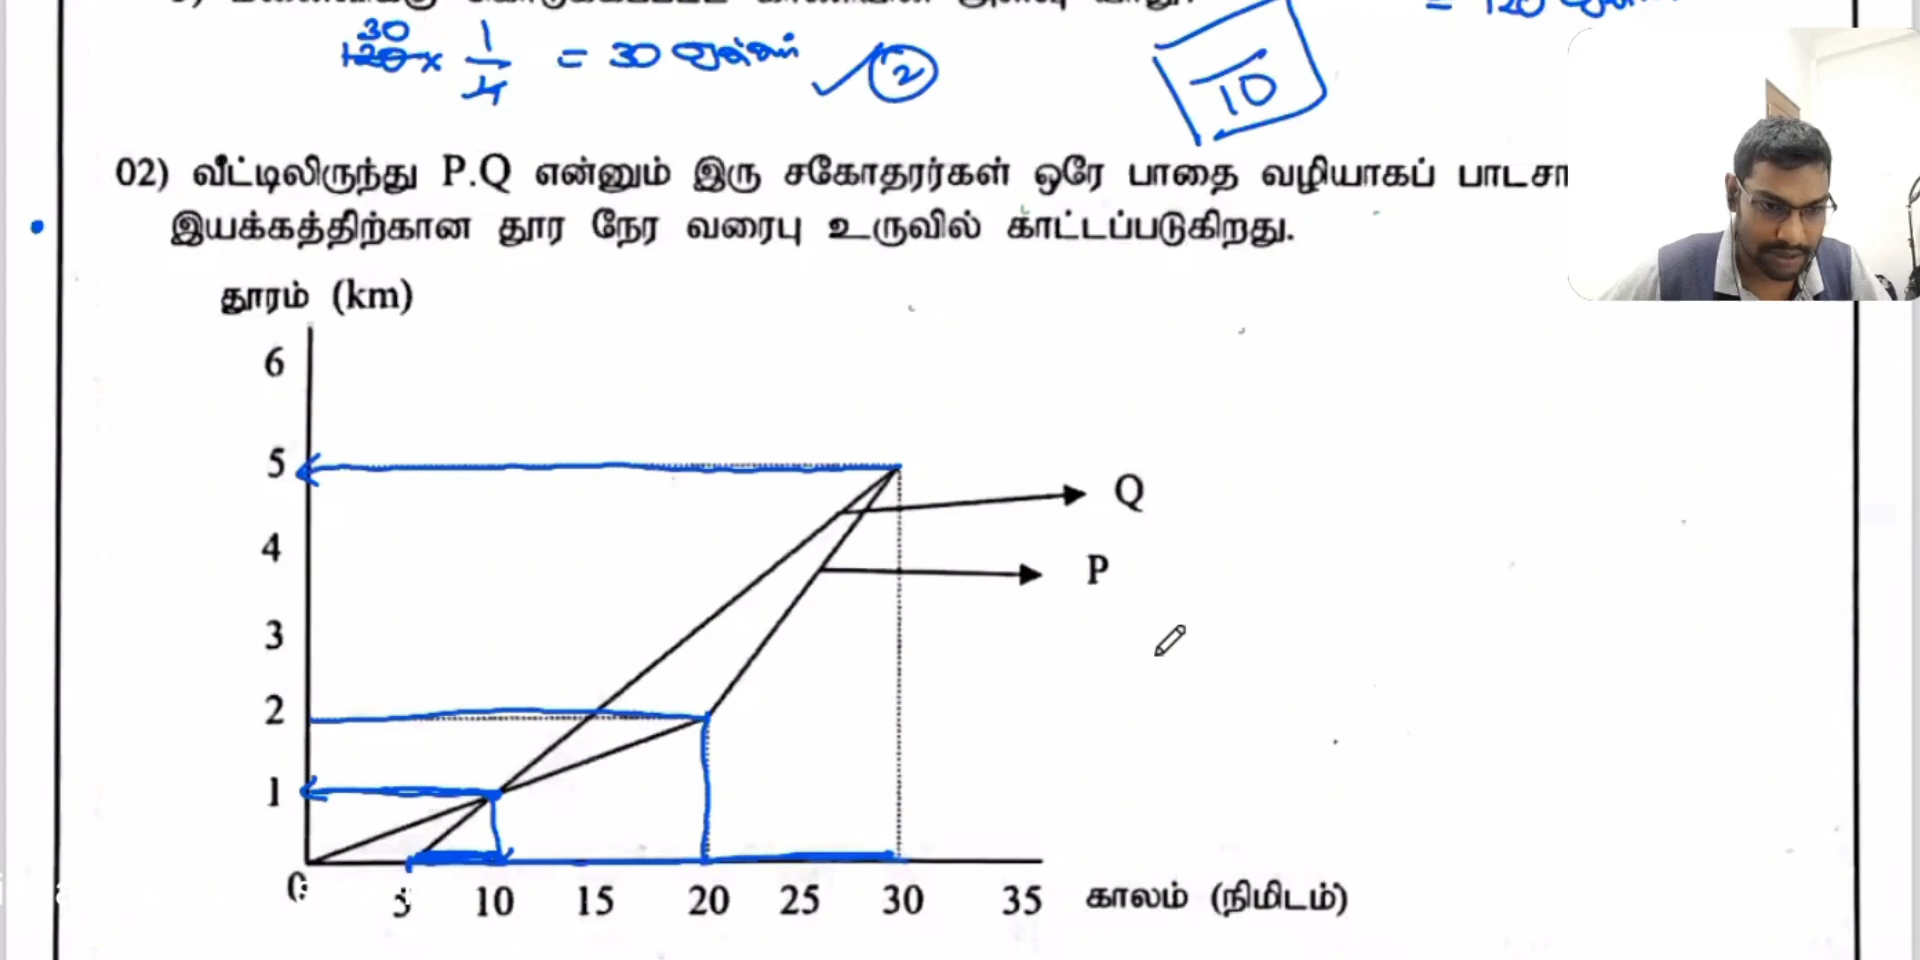 30
120 × 1/4 = 30
2
10
= 120
02) வீட்டிலிருந்து P.Q என்னும் இரு சகோதரர்கள் ஒரே பாதை வழியாகப்
இயக்கத்திற்கான தூர நேர வரைபு உருவில் காட்டப்படுகிறது.
தூரம் (km)
6
5
Q
4
P
3
2
1
0 5 10 15 20 25 30 35 காலம் (நிமிடம்)